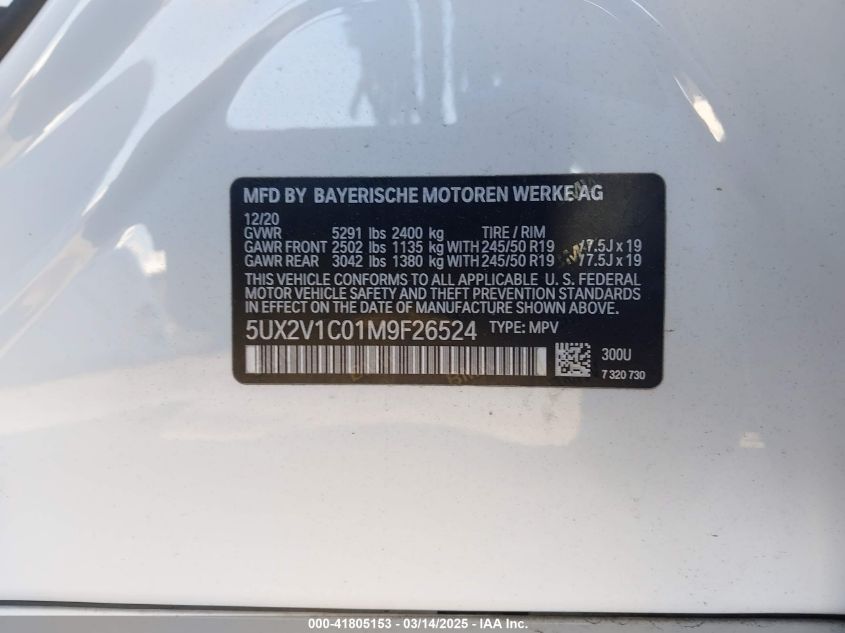 MFD BY BAYERISCHE MOTOREN WERKE AG
12/20
GVWR 5291 lbs 2400 kg TIRE / RIM
GAWR FRONT 2502 lbs 1135 kg WITH 245/50 R19 /7.5J x 19
GAWR REAR 3042 lbs 1380 kg WITH 245/50 R19 /7.5J x 19
THIS VEHICLE CONFORMS TO ALL APPLICABLE U. S. FEDERAL
MOTOR VEHICLE SAFETY AND THEFT PREVENTION STANDARDS
IN EFFECT ON THE DATE OF MANUFACTURE SHOWN ABOVE.
5UX2V1C01M9F26524 TYPE: MPV
300U
7 320 730
000-41805153 — 03/14/2025 — IAA Inc.